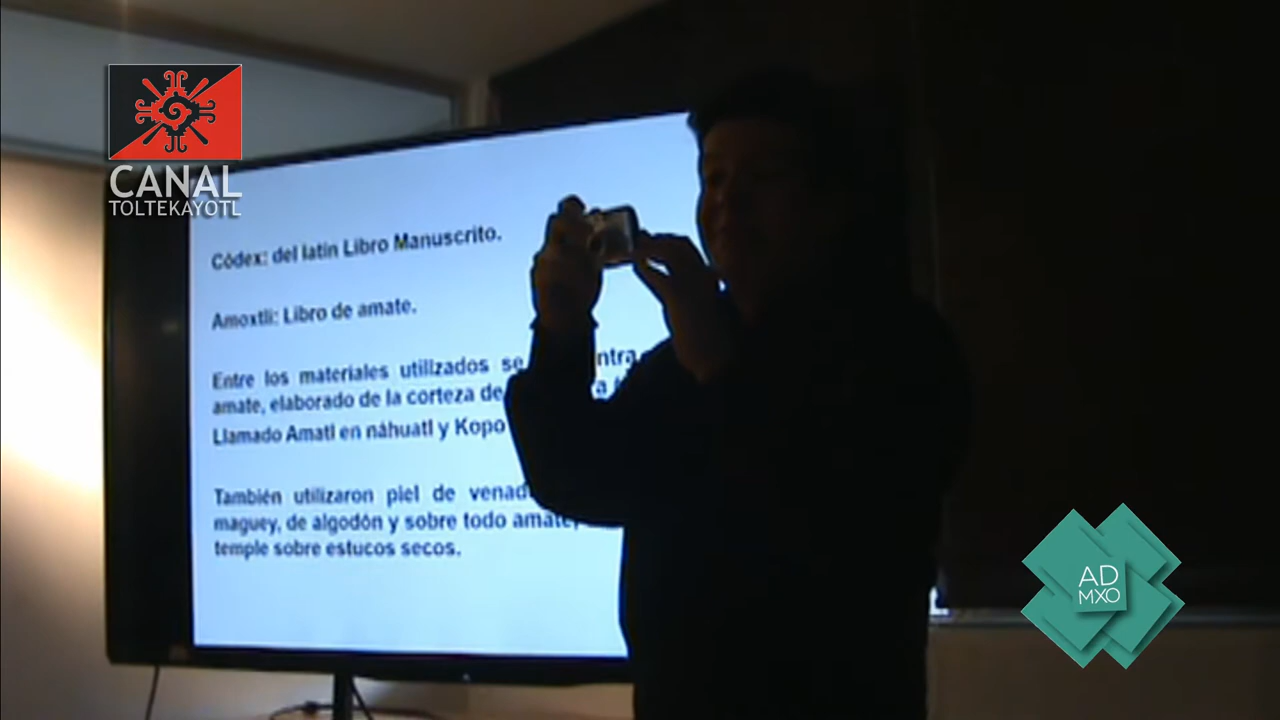 CANAL
TOLTEKAYOTL
Códex: del latín Libro Manuscrito.
Amoxtli: Libro de amate.
Entre los materiales utilizados se ntra
amate, elaborado de la corteza de a
Llamado Amatl en náhuatl y Kopo
También utilizaron piel de venad
maguey, de algodón y sobre todo amate,
temple sobre estucos secos.
AD
MXO